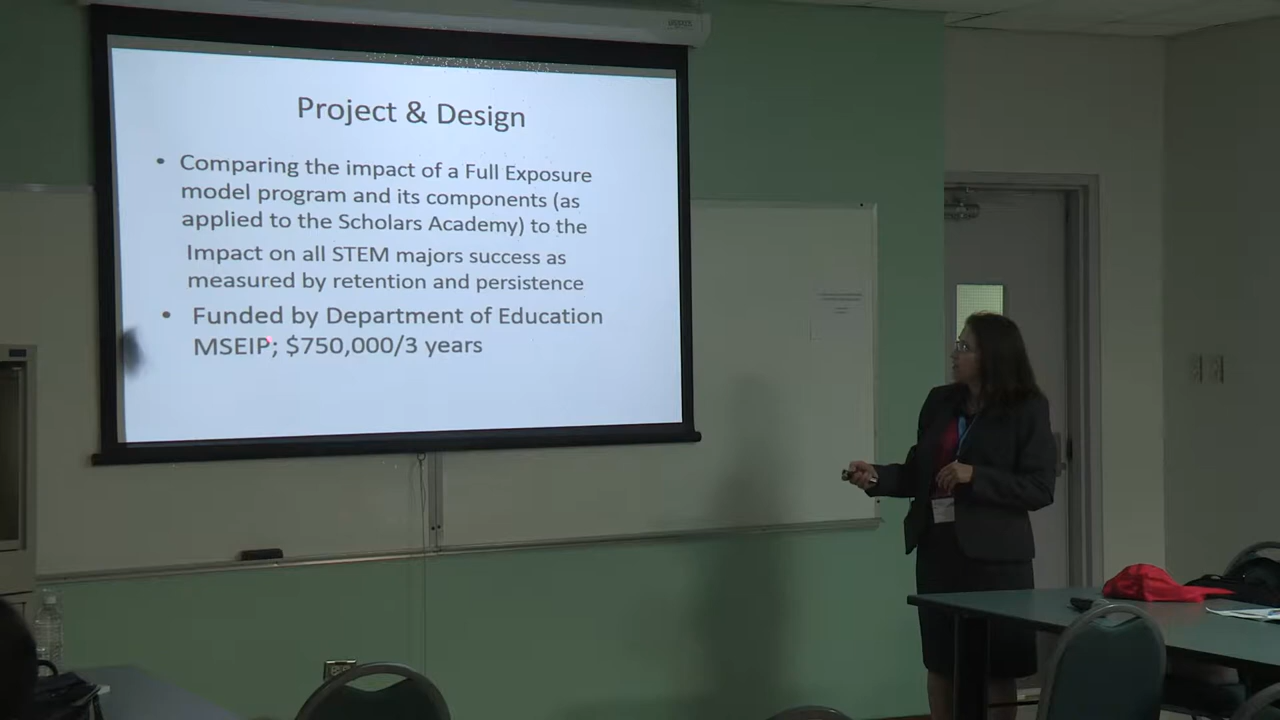 Project & Design
• Comparing the impact of a Full Exposure
model program and its components (as
applied to the Scholars Academy) to the
Impact on all STEM majors success as
measured by retention and persistence
• Funded by Department of Education
MSEIP; $750,000/3 years